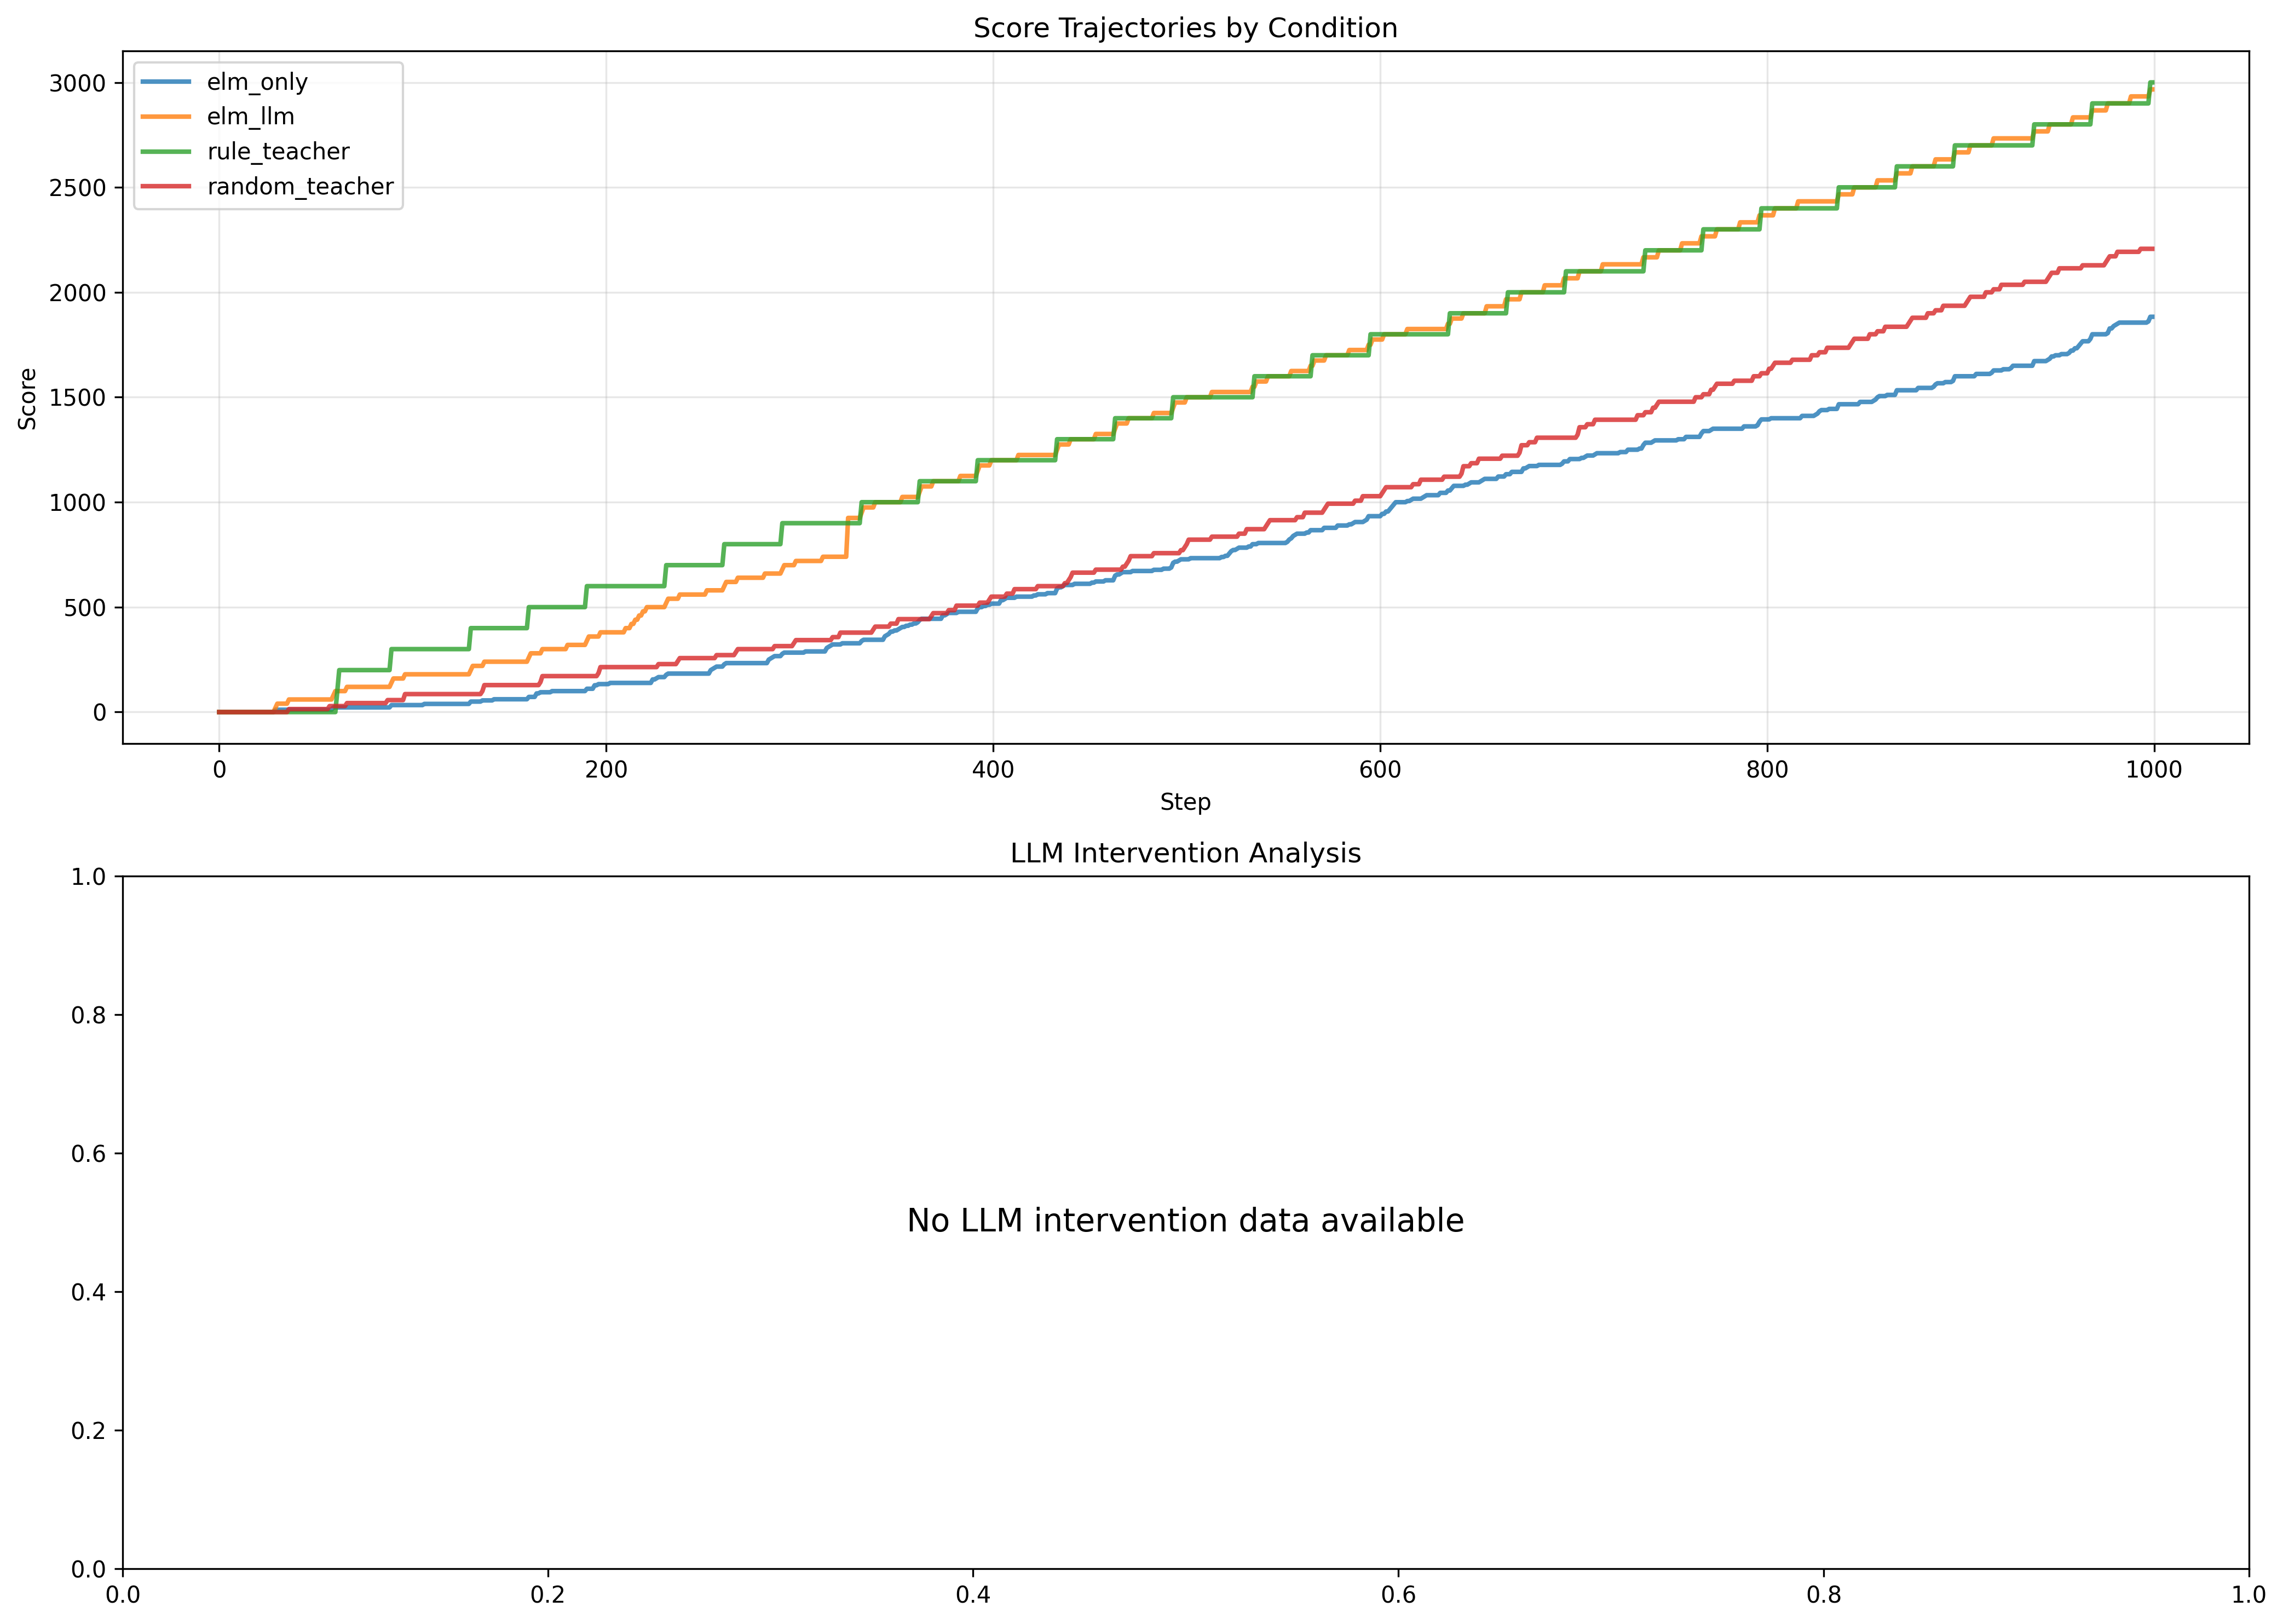 Score Trajectories by Condition
elm_only
elm_llm
rule_teacher
random_teacher
3000
2500
2000
1500
1000
500
0
Score
0 200 400 600 800 1000
Step
LLM Intervention Analysis
1.0
0.8
0.6
0.4
0.2
0.0
No LLM intervention data available
0.0 0.2 0.4 0.6 0.8 1.0